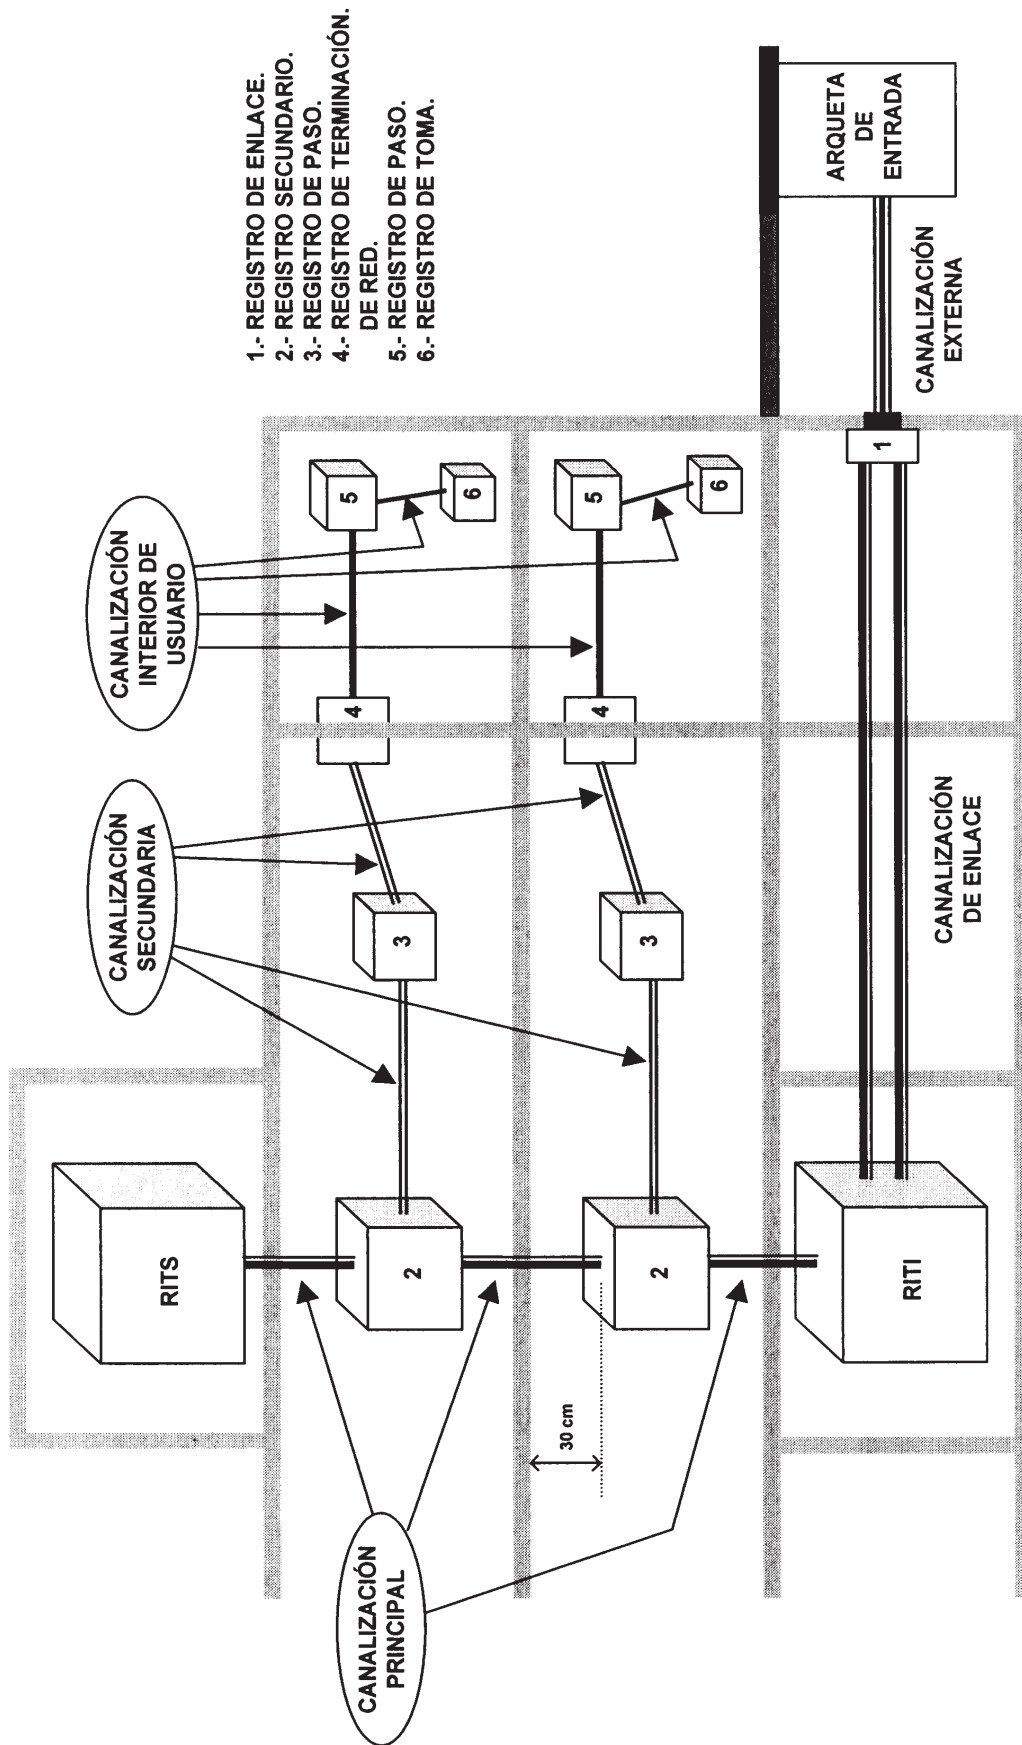 RITS
CANALIZACIÓN
SECUNDARIA
CANALIZACIÓN
INTERIOR DE
USUARIO
1.- REGISTRO DE ENLACE.
2.- REGISTRO SECUNDARIO.
3.- REGISTRO DE PASO.
4.- REGISTRO DE TERMINACIÓN.
DE RED.
5.- REGISTRO DE PASO.
6.- REGISTRO DE TOMA.
CANALIZACIÓN
PRINCIPAL
2
3
4
5
6
30 cm
2
3
4
5
6
RITI
CANALIZACIÓN
DE ENLACE
1
CANALIZACIÓN
EXTERNA
ARQUETA
DE
ENTRADA